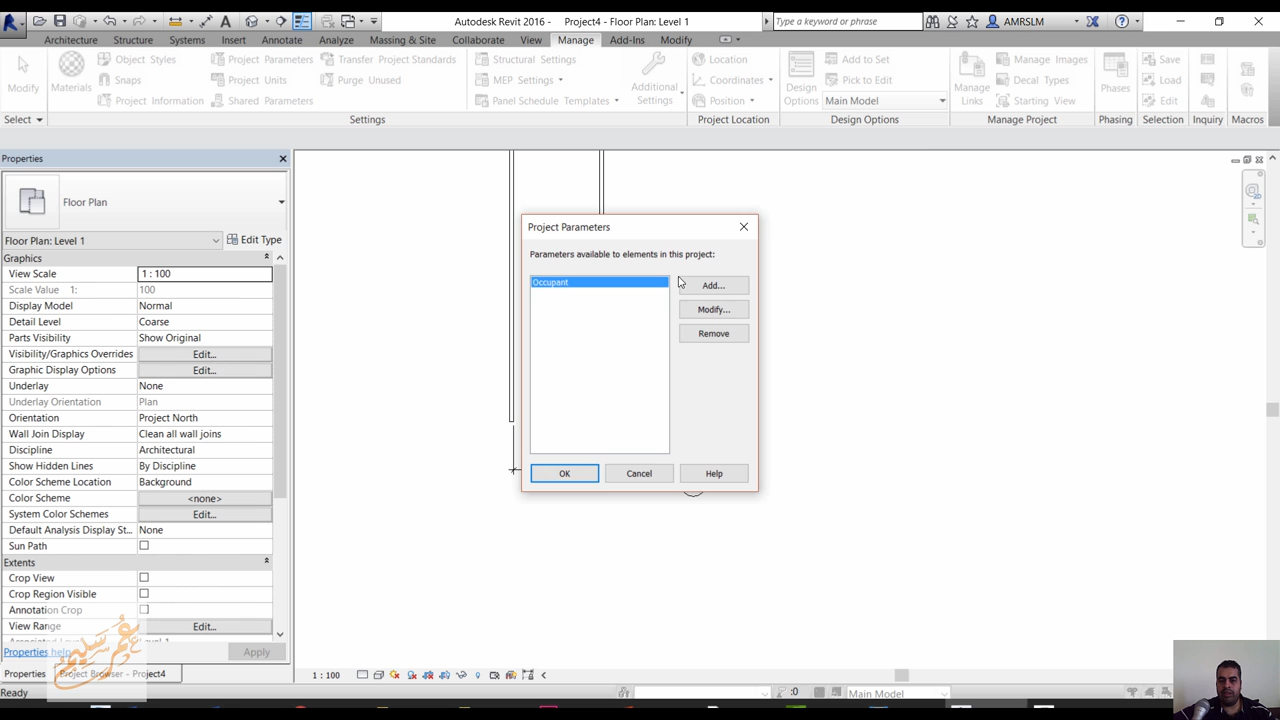 Autodesk Revit 2016 - Project4 - Floor Plan: Level 1
Type a keyword or phrase
AMRSLM
Architecture Structure Systems Insert Annotate Analyze Massing & Site Collaborate View Manage Add-Ins Modify
Modify
Materials
Object Styles
Snaps
Project Information
Project Parameters
Project Units
Shared Parameters
Transfer Project Standards
Purge Unused
Structural Settings
MEP Settings
Panel Schedule Templates
Additional
Settings
Location
Coordinates
Position
Design
Options
Add to Set
Pick to Edit
Main Model
Manage
Links
Manage Images
Decal Types
Starting View
Phases
Save
Load
Edit
Select
Settings
Project Location
Design Options
Manage Project
Phasing
Selection
Inquiry
Macros
Properties
Floor Plan
Floor Plan: Level 1
Edit Type
Graphics
View Scale 1 : 100
Scale Value 1: 100
Display Model Normal
Detail Level Coarse
Parts Visibility Show Original
Visibility/Graphics Overrides Edit...
Graphic Display Options Edit...
Underlay None
Underlay Orientation Plan
Orientation Project North
Wall Join Display Clean all wall joins
Discipline Architectural
Show Hidden Lines By Discipline
Color Scheme Location Background
Color Scheme <none>
System Color Schemes Edit...
Default Analysis Display St... None
Sun Path
Extents
Crop View
Crop Region Visible
Annotation Crop
View Range Edit...
Properties help
Apply
Properties
Project Browser - Project4
Project Parameters
Parameters available to elements in this project:
Occupant
Add...
Modify...
Remove
OK
Cancel
Help
1 : 100
Ready
:0
Main Model